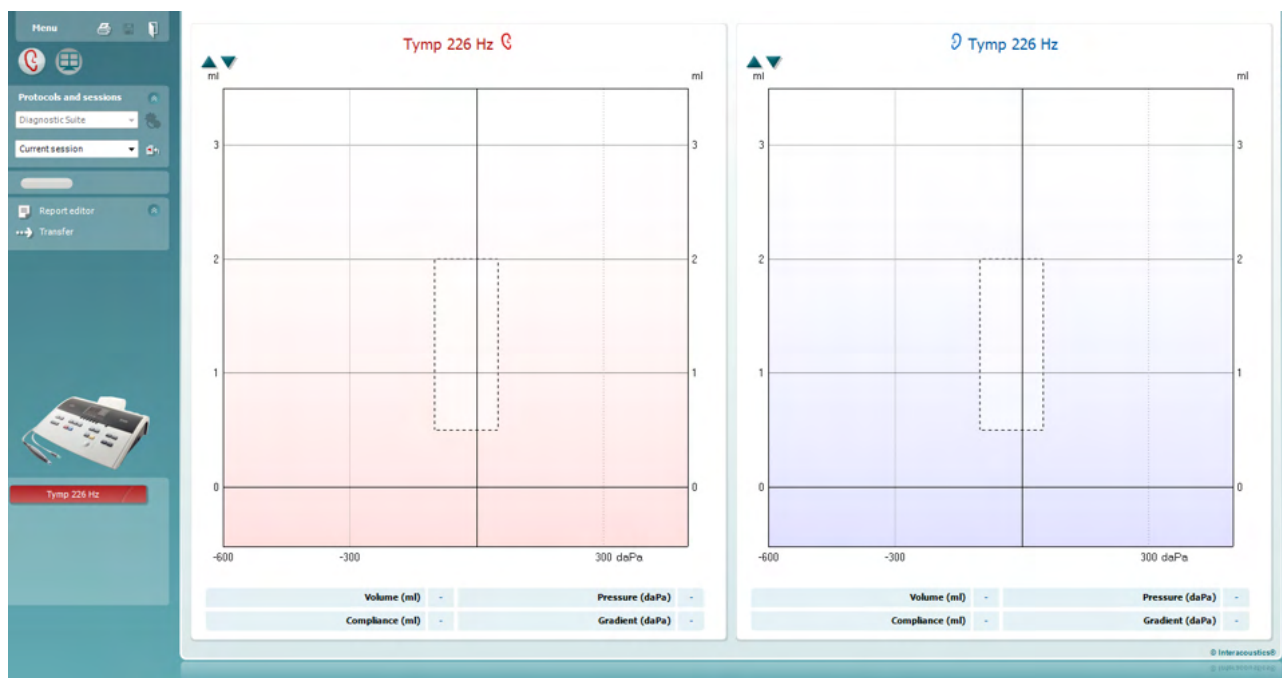 Menu
Protocols and sessions
Diagnostic Suite
Current session
Report editor
Transfer
Tymp 226 Hz
Tymp 226 Hz
ml
ml
3
3
2
2
1
1
0
0
-600
-300
300 daPa
Volume (ml) -
Pressure (daPa) -
Compliance (ml) -
Gradient (daPa) -
Tymp 226 Hz
ml
ml
3
3
2
2
1
1
0
0
-600
-300
300 daPa
Volume (ml) -
Pressure (daPa) -
Compliance (ml) -
Gradient (daPa) -
© Interacoustics®